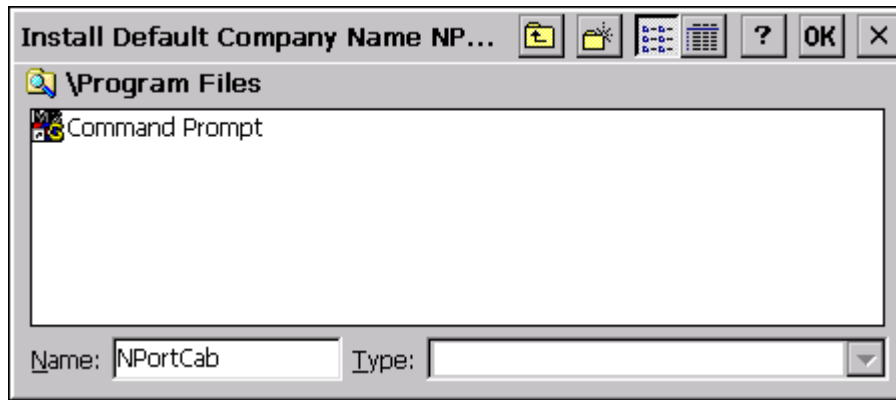 Install Default Company Name NP... ? OK ×
\Program Files
Command Prompt
Name: NPortCab Type: